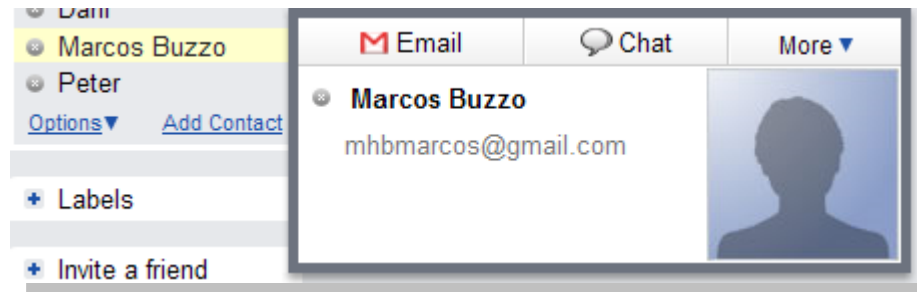 Dani
Marcos Buzzo
Peter
Options▼ Add Contact
Labels
Invite a friend
Email Chat More▼
Marcos Buzzo
mhbmarcos@gmail.com